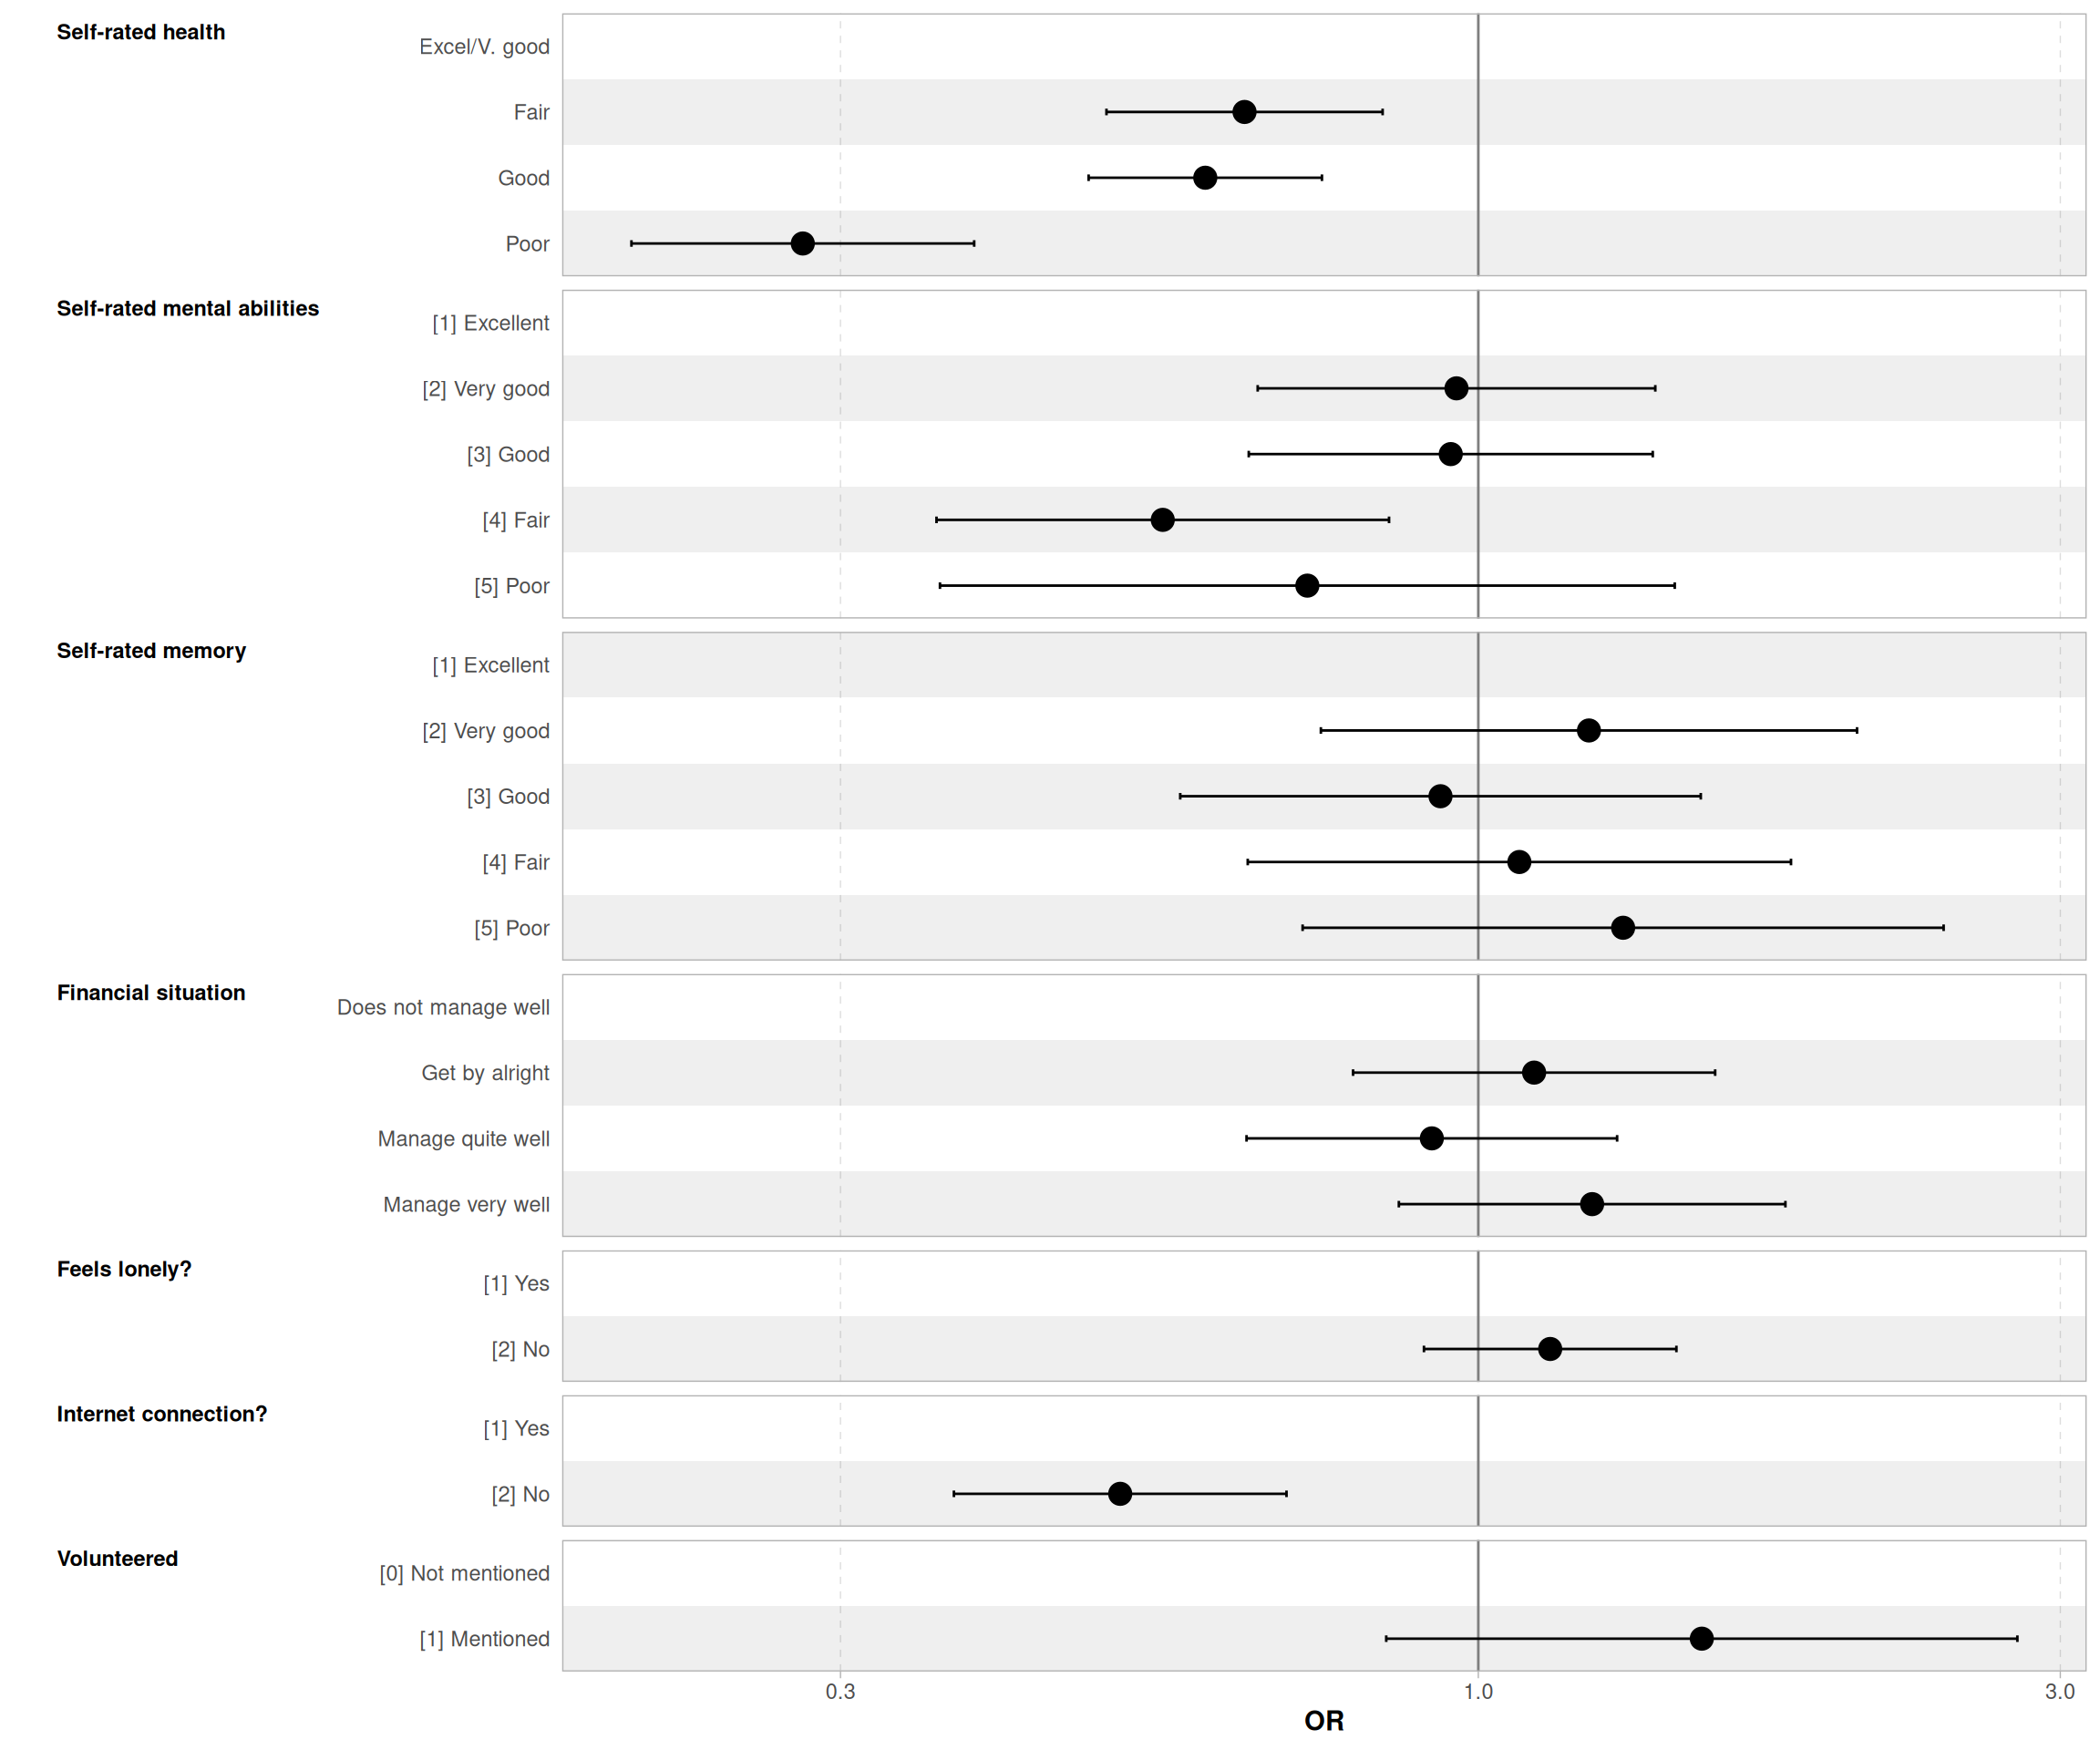 Self-rated health
Excel/V. good
Fair
Good
Poor
Self-rated mental abilities
[1] Excellent
[2] Very good
[3] Good
[4] Fair
[5] Poor
Self-rated memory
[1] Excellent
[2] Very good
[3] Good
[4] Fair
[5] Poor
Financial situation
Does not manage well
Get by alright
Manage quite well
Manage very well
Feels lonely?
[1] Yes
[2] No
Internet connection?
[1] Yes
[2] No
Volunteered
[0] Not mentioned
[1] Mentioned
0.3 1.0 3.0
OR